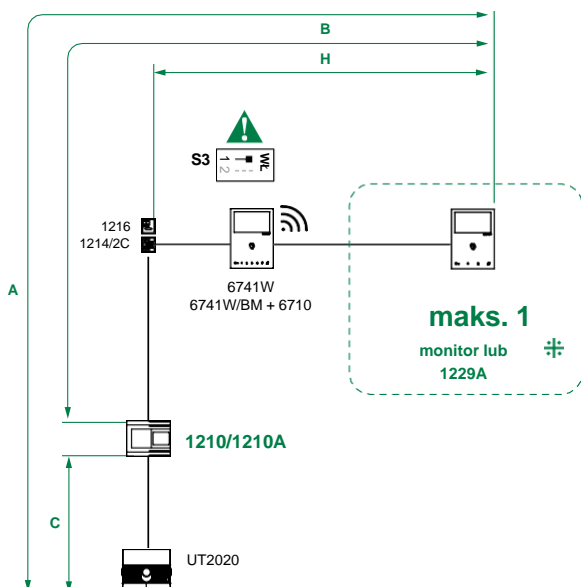 B
H
S3
1
2
WŁ
1216
1214/2C
A
6741W
6741W/BM + 6710
maks. 1
monitor lub
1229A
1210/1210A
C
UT2020